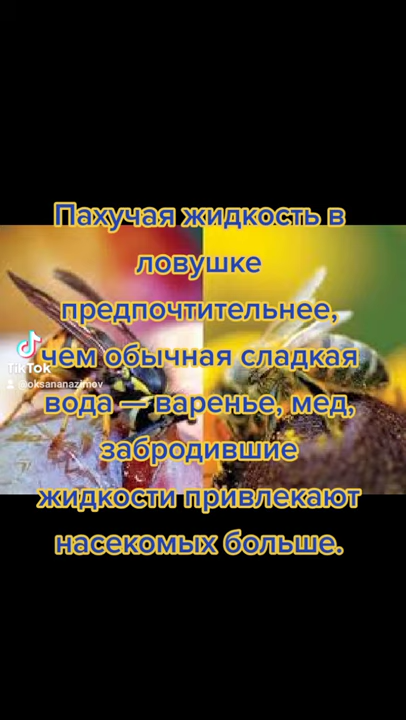 Пахучая жидкость в
ловушке
предпочтительнее,
чем обычная сладкая
вода — варенье, мед,
забродившие
жидкости привлекают
насекомых больше.
TikTok
@oksananazimov